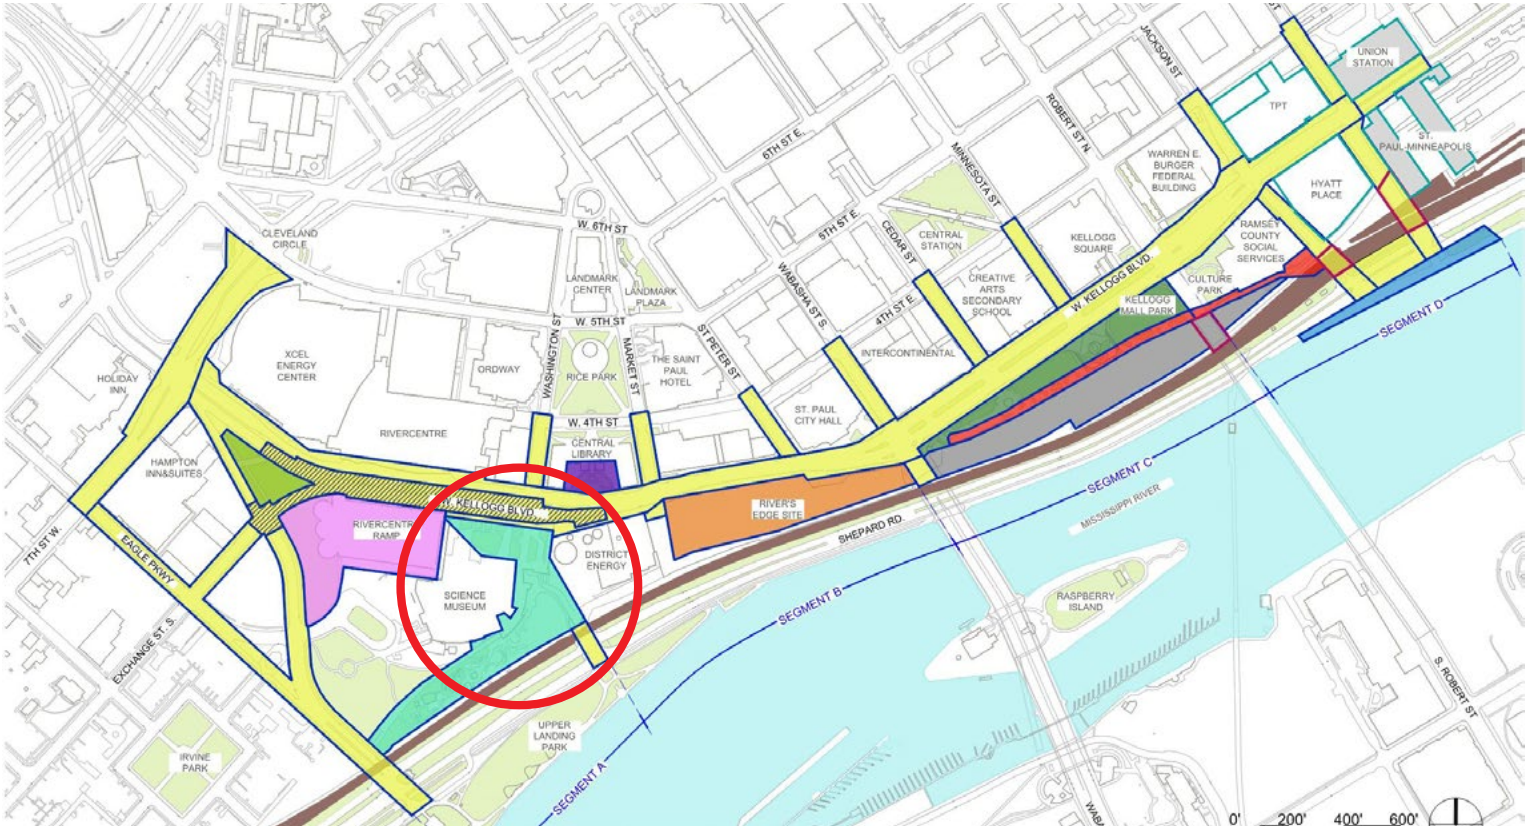 JACKSON ST
UNION
STATION
TPT
ST.
PAUL-MINNEAPOLIS
ROBERT ST N
6TH ST E.
MINNESOTA ST
WARREN E.
BURGER
FEDERAL
BUILDING
HYATT
PLACE
5TH ST E.
CEDAR ST
CENTRAL
STATION
KELLOGG
SQUARE
RAMSEY
COUNTY
SOCIAL
SERVICES
CLEVELAND
CIRCLE
W. 6TH ST
LANDMARK
CENTER
LANDMARK
PLAZA
WABASHA ST S.
4TH ST E.
CREATIVE
ARTS
SECONDARY
SCHOOL
W. KELLOGG BLVD.
CULTURE
PARK
KELLOGG
MALL PARK
SEGMENT D
W. 5TH ST
WASHINGTON ST
MARKET ST
ST PETER ST
INTERCONTINENTAL
XCEL
ENERGY
CENTER
ORDWAY
RICE PARK
THE SAINT
PAUL
HOTEL
HOLIDAY
INN
W. 4TH ST
ST. PAUL
CITY HALL
RIVERCENTRE
CENTRAL
LIBRARY
HAMPTON
INN&SUITES
W. KELLOGG BLVD.
RIVER'S
EDGE SITE
SEGMENT C
MISSISSIPPI RIVER
SHEPARD RD.
7TH ST W.
EAGLE PKWY
RIVERCENTRE
RAMP
DISTRICT
ENERGY
SCIENCE
MUSEUM
SEGMENT B
RASPBERRY
ISLAND
EXCHANGE ST. S.
S. ROBERT ST
UPPER
LANDING
PARK
IRVINE
PARK
SEGMENT A
0' 200' 400' 600'